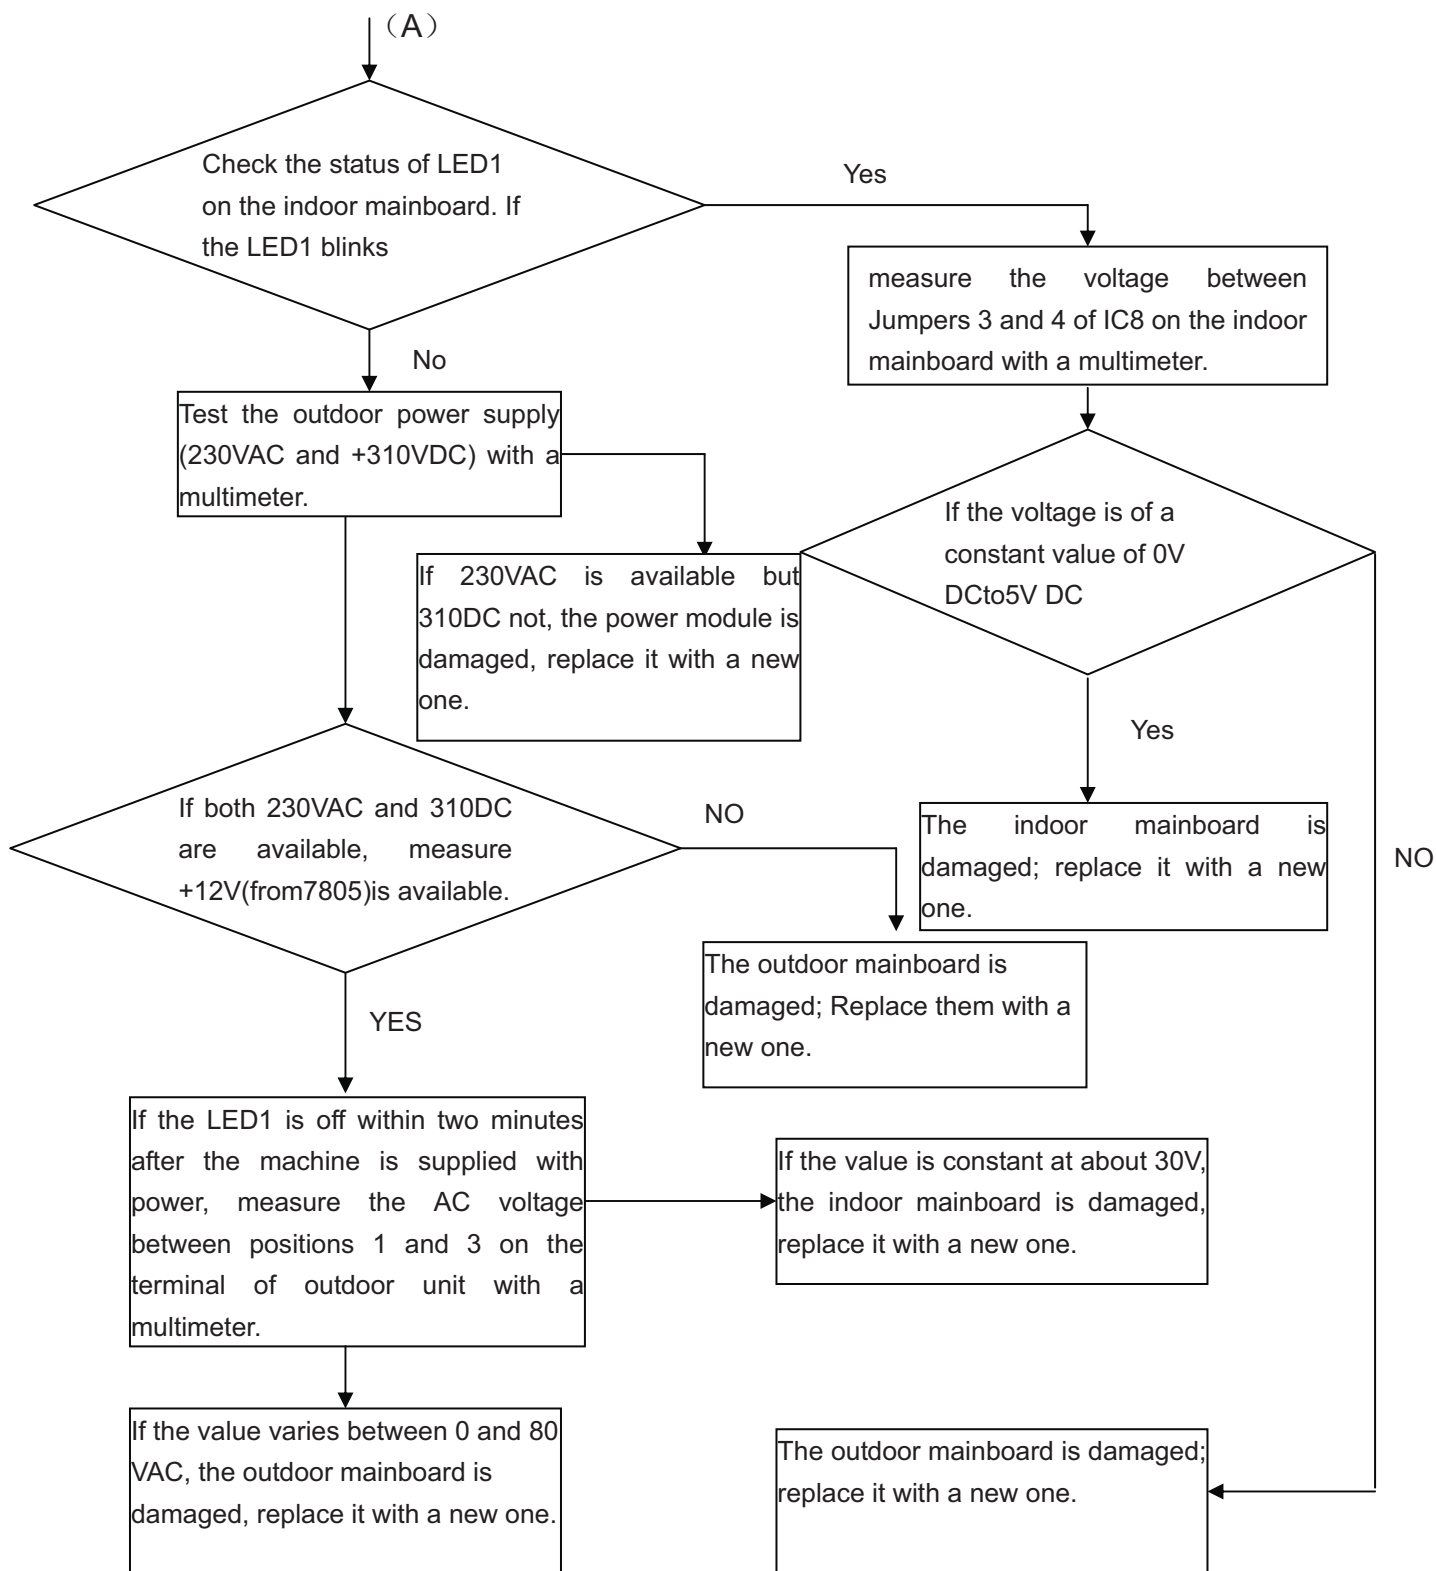 （A）
Check the status of LED1
on the indoor mainboard. If
the LED1 blinks
Yes
measure the voltage between
Jumpers 3 and 4 of IC8 on the indoor
mainboard with a multimeter.
No
Test the outdoor power supply
(230VAC and +310VDC) with a
multimeter.
If the voltage is of a
constant value of 0V
DCto5V DC
If 230VAC is available but
310DC not, the power module is
damaged, replace it with a new
one.
Yes
If both 230VAC and 310DC
are available, measure
+12V(from7805)is available.
NO
The indoor mainboard is
damaged; replace it with a new
one.
NO
The outdoor mainboard is
damaged; Replace them with a
new one.
YES
If the LED1 is off within two minutes
after the machine is supplied with
power, measure the AC voltage
between positions 1 and 3 on the
terminal of outdoor unit with a
multimeter.
If the value is constant at about 30V,
the indoor mainboard is damaged,
replace it with a new one.
If the value varies between 0 and 80
VAC, the outdoor mainboard is
damaged, replace it with a new one.
The outdoor mainboard is damaged;
replace it with a new one.